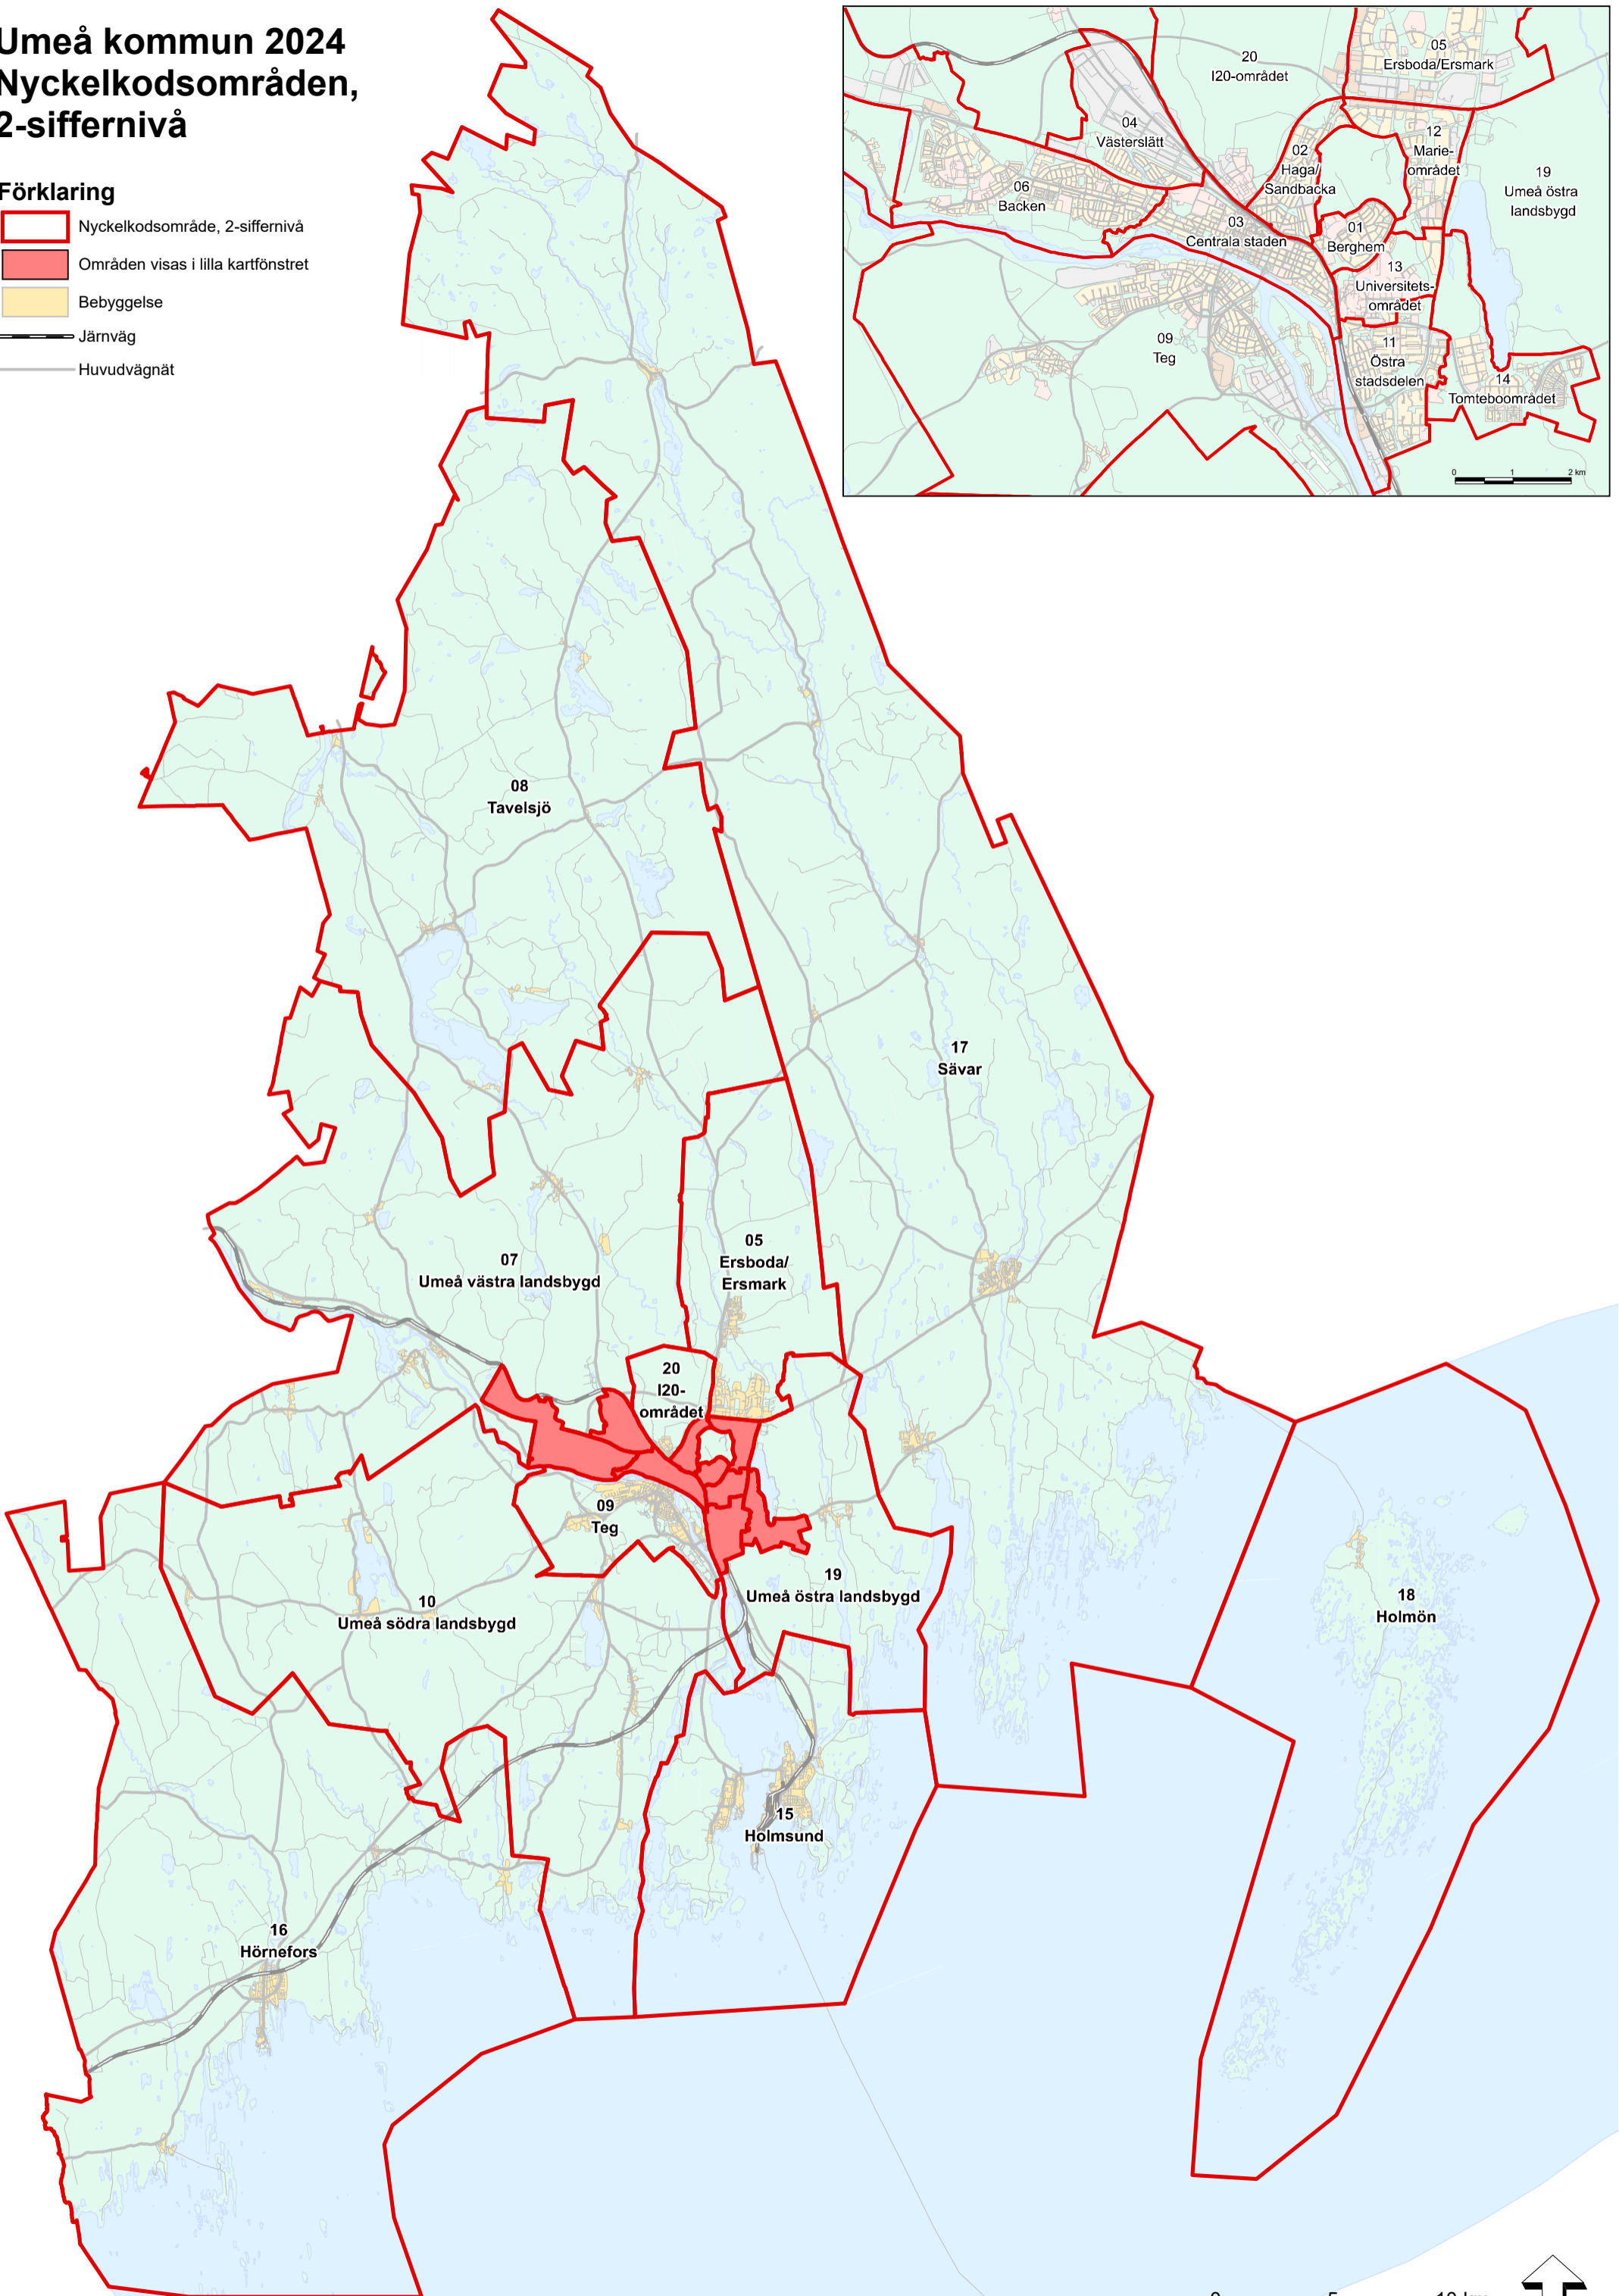 Umeå kommun 2024
Nyckelkodsområden,
2-siffernivå
Förklaring
Nyckelkodsområde, 2-siffernivå
Områden visas i lilla kartfönstret
Bebyggelse
Järnväg
Huvudvägnät
20
I20-området
05
Ersboda/Ersmark
04
Västerslätt
02
Haga/
Sandbacka
12
Marie-
området
19
Umeå östra
landsbygd
06
Backen
03
Centrala staden
01
Berghem
13
Universitets-
området
09
Teg
11
Östra
stadsdelen
14
Tomteboområdet
0 1 2 km
08
Tavelsjö
17
Sävar
07
Umeå västra landsbygd
05
Ersboda/
Ersmark
20
I20-
området
09
Teg
19
Umeå östra landsbygd
10
Umeå södra landsbygd
18
Holmön
15
Holmsund
16
Hörnefors